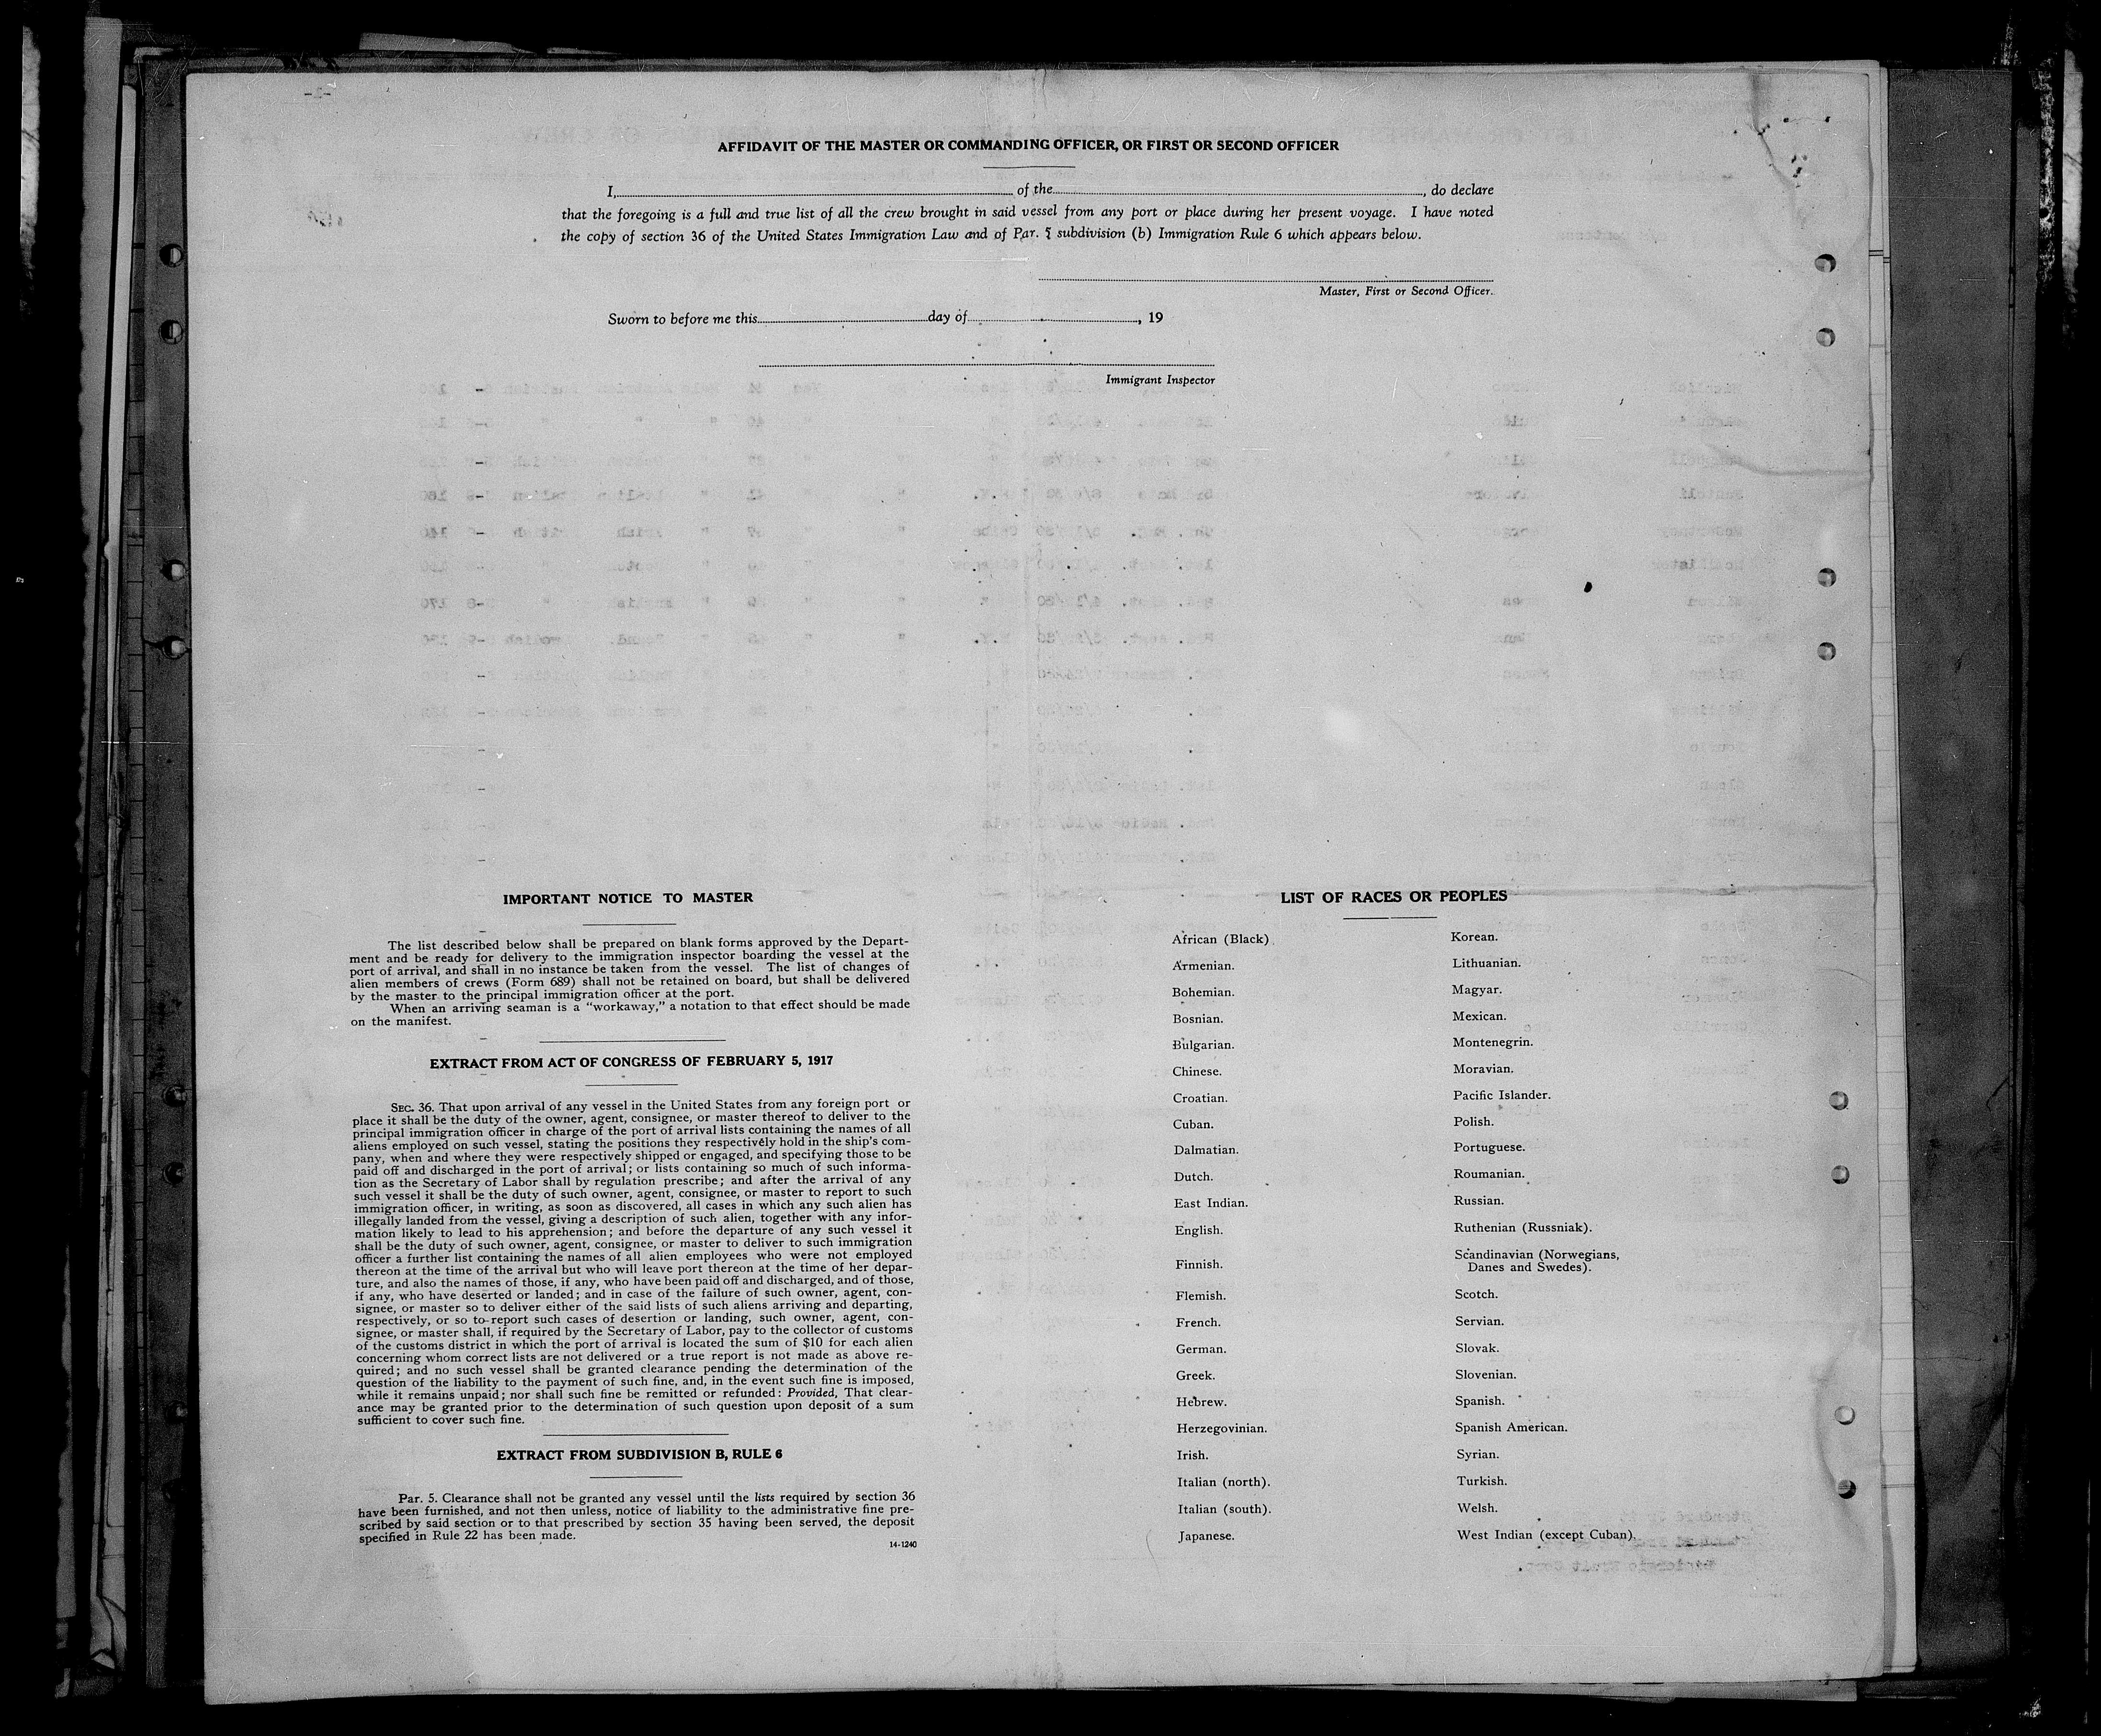 AFFIDAVIT OF THE MASTER OR COMMANDING OFFICER, OR FIRST OR SECOND OFFICER
I, of the , do declare
that the foregoing is a full and true list of all the crew brought in said vessel from any port or place during her present voyage. I have noted
the copy of section 36 of the United States Immigration Law and of Par. 5 subdivision (b) Immigration Rule 6 which appears below.
Master, First or Second Officer.
Sworn to before me this day of , 19
Immigrant Inspector
IMPORTANT NOTICE TO MASTER
The list described below shall be prepared on blank forms approved by the Depart-
ment and be ready for delivery to the immigration inspector boarding the vessel at the
port of arrival, and shall in no instance be taken from the vessel. The list of changes of
alien members of crews (Form 689) shall not be retained on board, but shall be delivered
by the master to the principal immigration officer at the port.
When an arriving seaman is a "workaway," a notation to that effect should be made
on the manifest.
EXTRACT FROM ACT OF CONGRESS OF FEBRUARY 5, 1917
SEC. 36. That upon arrival of any vessel in the United States from any foreign port or
place it shall be the duty of the owner, agent, consignee, or master thereof to deliver to the
principal immigration officer in charge of the port of arrival lists containing the names of all
aliens employed on such vessel, stating the positions they respectively hold in the ship's com-
pany, when and where they were respectively shipped or engaged, and specifying those to be
paid off and discharged in the port of arrival; or lists containing so much of such informa-
tion as the Secretary of Labor shall by regulation prescribe; and after the arrival of any
such vessel it shall be the duty of such owner, agent, consignee, or master to report to such
immigration officer, in writing, as soon as discovered, all cases in which any such alien has
illegally landed from the vessel, giving a description of such alien, together with any infor-
mation likely to lead to his apprehension; and before the departure of any such vessel it
shall be the duty of such owner, agent, consignee, or master to deliver to such immigration
officer a further list containing the names of all alien employees who were not employed
thereon at the time of the arrival but who will leave port thereon at the time of her depar-
ture, and also the names of those, if any, who have been paid off and discharged, and of those,
if any, who have deserted or landed; and in case of the failure of such owner, agent, con-
signee, or master so to deliver either of the said lists of such aliens arriving and departing,
respectively, or so to report such cases of desertion or landing, such owner, agent, con-
signee, or master shall, if required by the Secretary of Labor, pay to the collector of customs
of the customs district in which the port of arrival is located the sum of $10 for each alien
concerning whom correct lists are not delivered or a true report is not made as above re-
quired; and no such vessel shall be granted clearance pending the determination of the
question of the liability to the payment of such fine, and, in the event such fine is imposed,
while it remains unpaid; nor shall such fine be remitted or refunded: Provided, That clear-
ance may be granted prior to the determination of such question upon deposit of a sum
sufficient to cover such fine.
EXTRACT FROM SUBDIVISION B, RULE 6
Par. 5. Clearance shall not be granted any vessel until the lists required by section 36
have been furnished, and not then unless, notice of liability to the administrative fine pre-
scribed by said section or to that prescribed by section 35 having been served, the deposit
specified in Rule 22 has been made.
14-1240
LIST OF RACES OR PEOPLES
African (Black)
Armenian.
Bohemian.
Bosnian.
Bulgarian.
Chinese.
Croatian.
Cuban.
Dalmatian.
Dutch.
East Indian.
English.
Finnish.
Flemish.
French.
German.
Greek.
Hebrew.
Herzegovinian.
Irish.
Italian (north).
Italian (south).
Japanese.
Korean.
Lithuanian.
Magyar.
Mexican.
Montenegrin.
Moravian.
Pacific Islander.
Polish.
Portuguese.
Roumanian.
Russian.
Ruthenian (Russniak).
Scandinavian (Norwegians,
Danes and Swedes).
Scotch.
Servian.
Slovak.
Slovenian.
Spanish.
Spanish American.
Syrian.
Turkish.
Welsh.
West Indian (except Cuban).